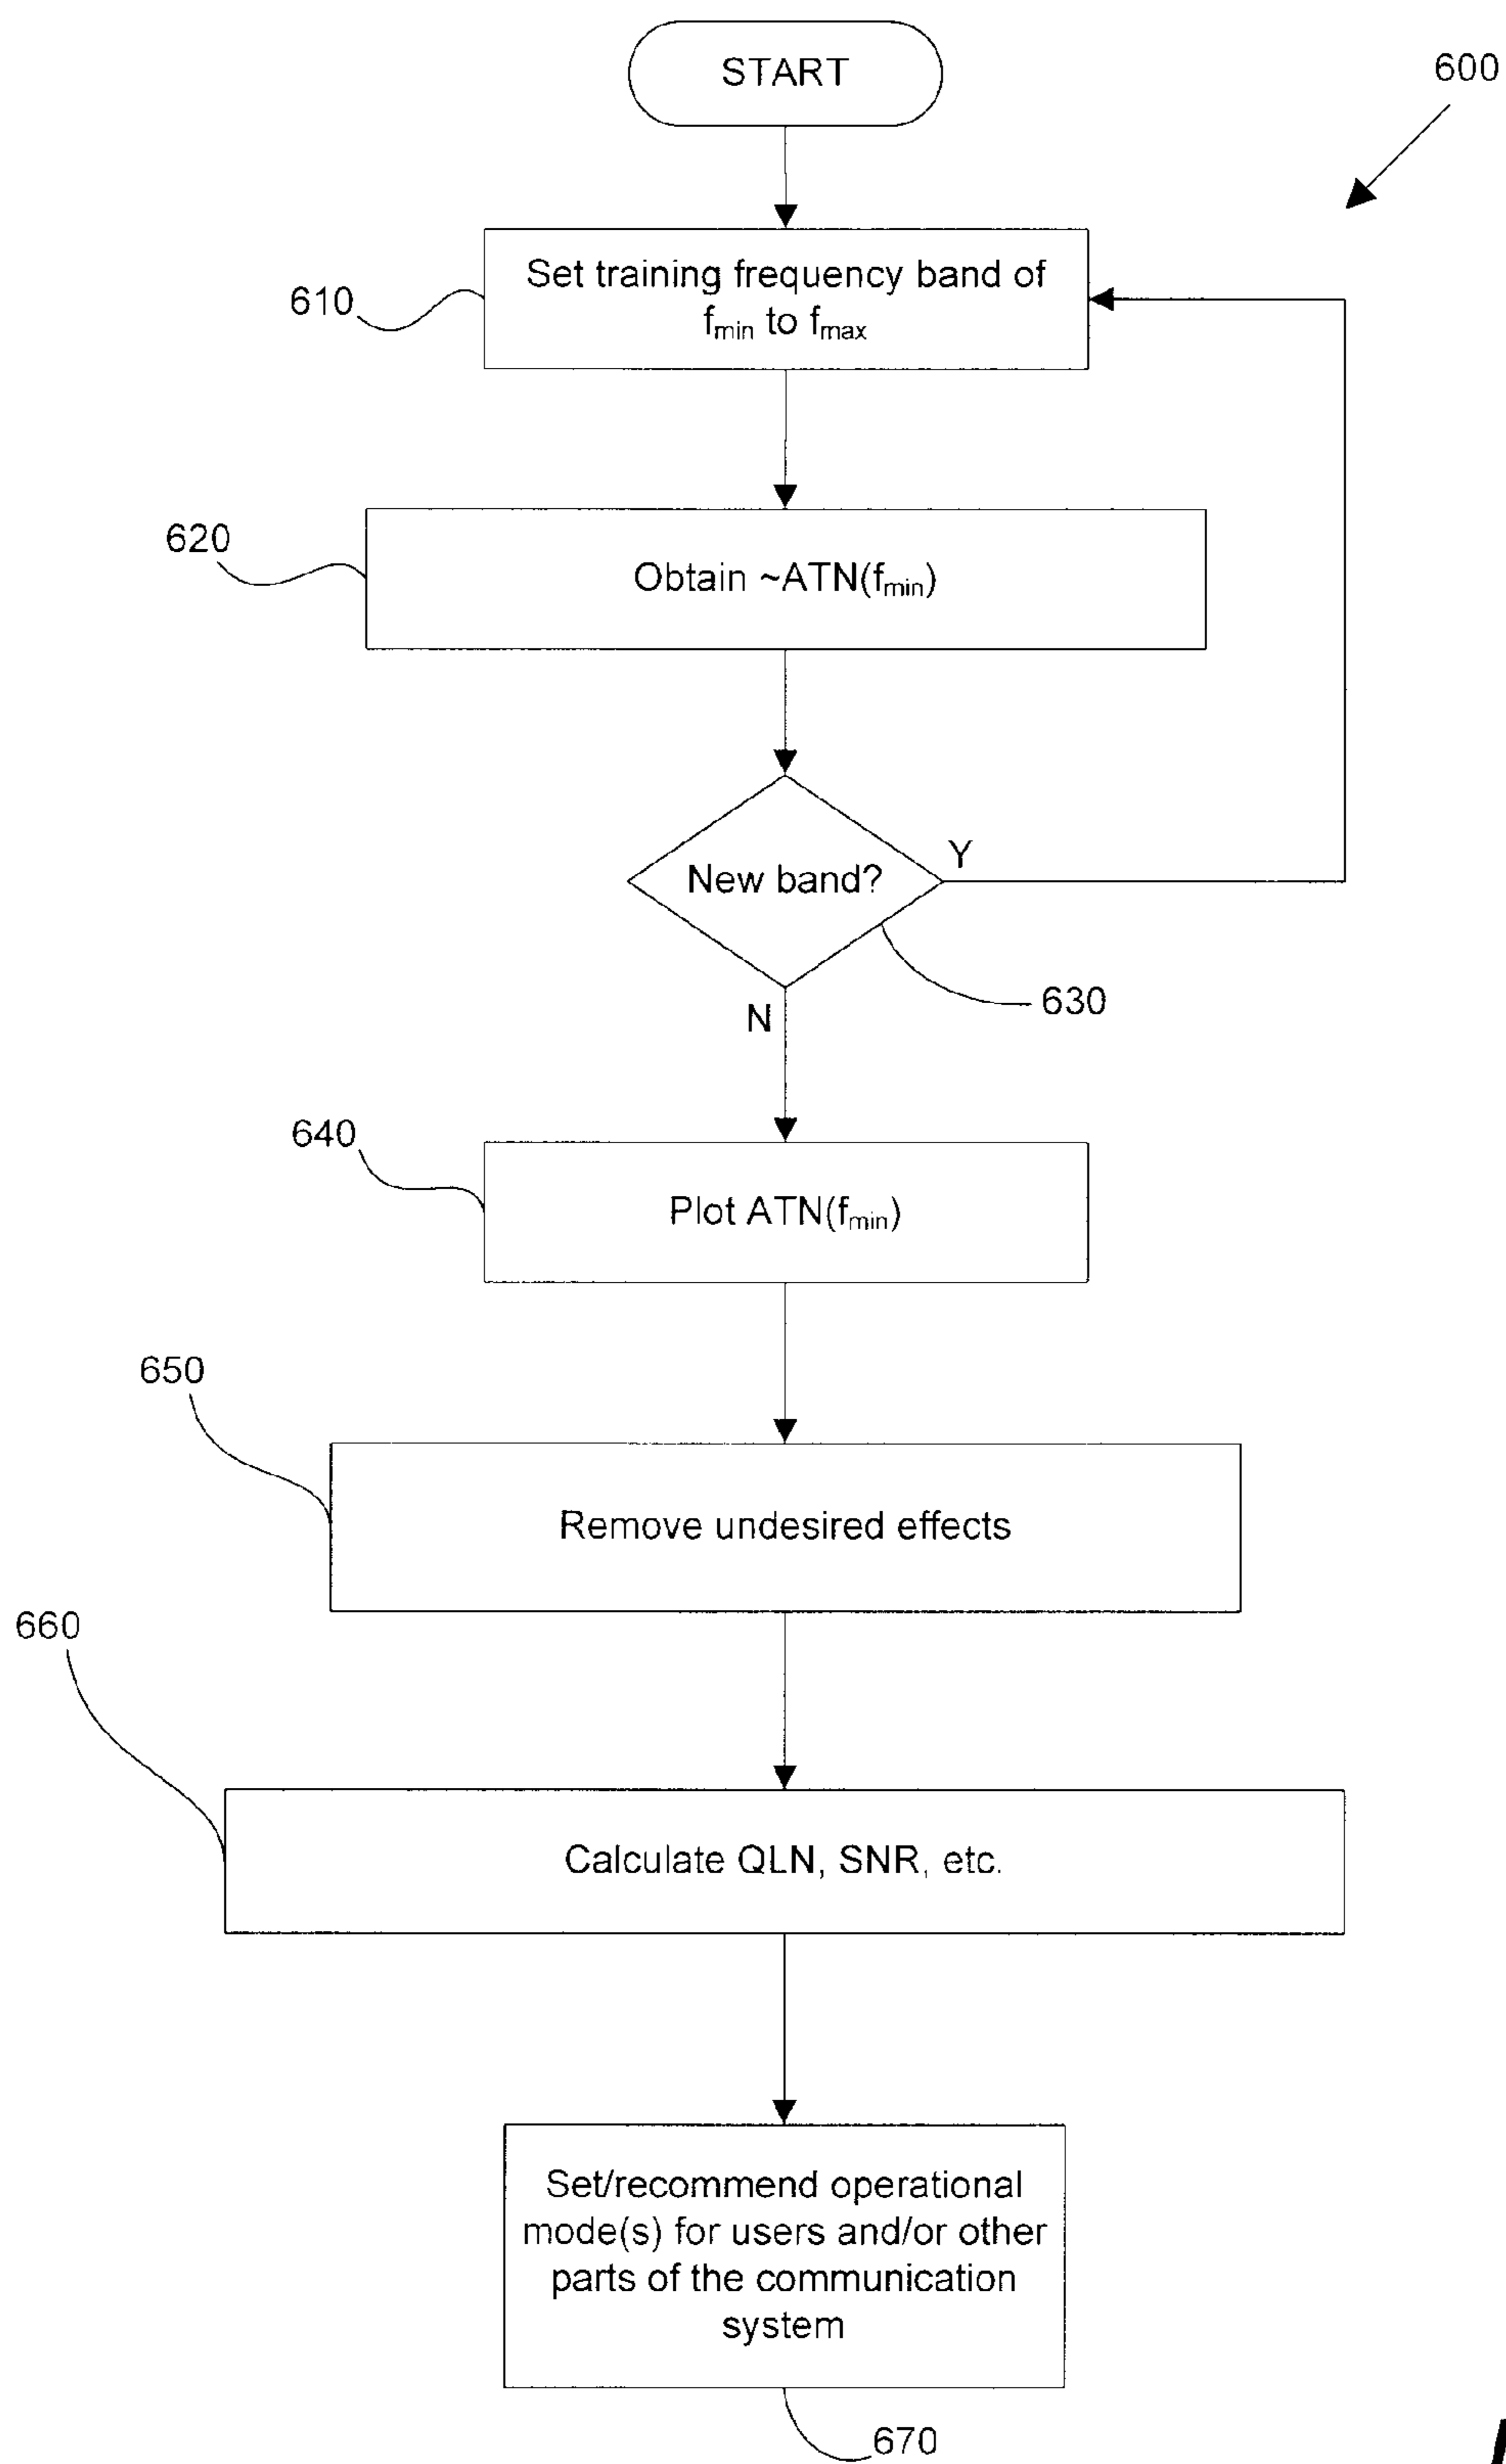 START
600
Set training frequency band of
fmin to fmax
610
620
Obtain ~ATN(fmin)
New band?
Y
N
630
640
Plot ATN(fmin)
650
Remove undesired effects
660
Calculate QLN, SNR, etc.
Set/recommend operational
mode(s) for users and/or other
parts of the communication
system
670